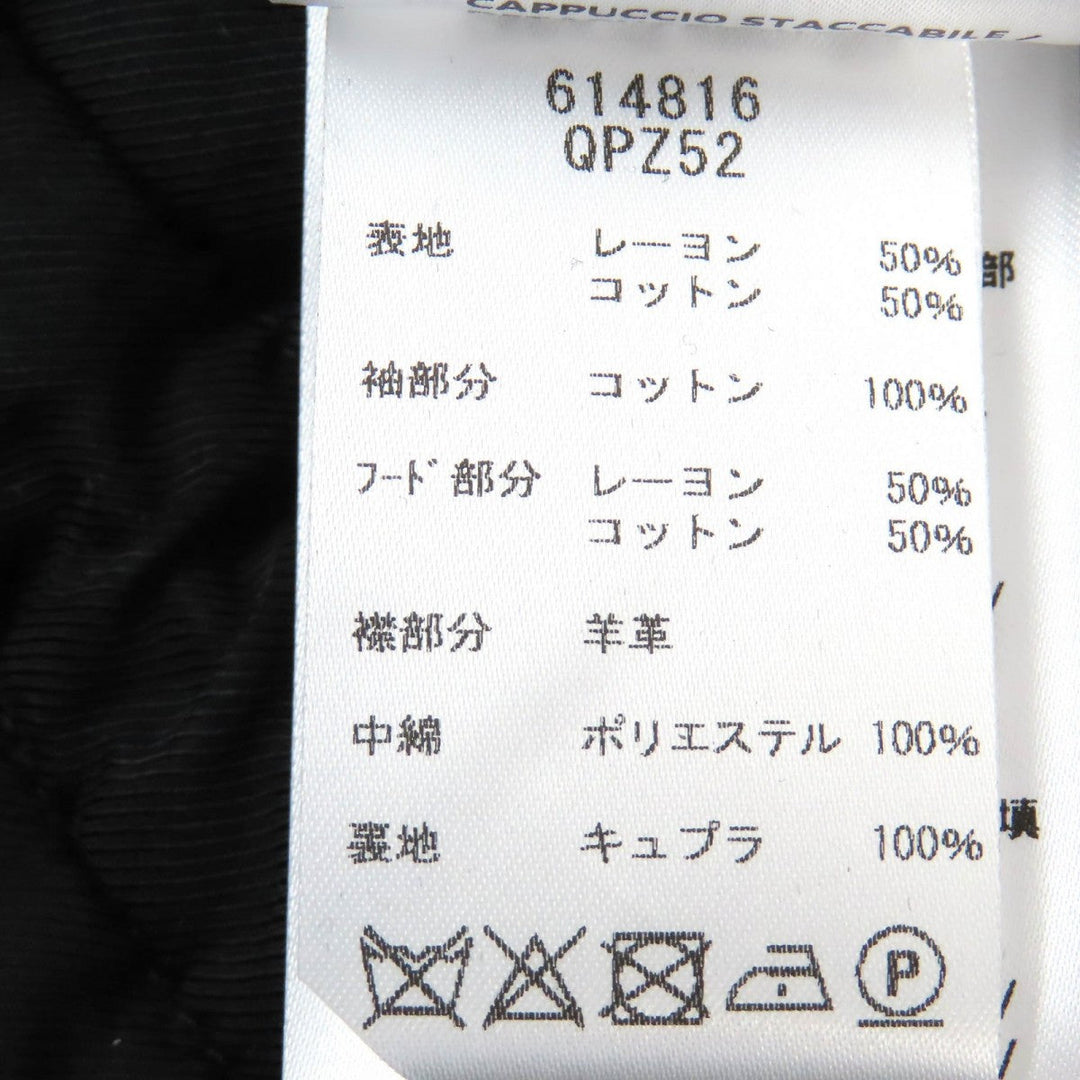 CAPPUCCIO STACCABILE /
614816
QPZ52
表地 レーヨン 50%
コットン 50%
部
袖部分 コットン 100%
フード部分 レーヨン 50%
コットン 50%
/
襟部分 羊革
中綿 ポリエステル 100%
填
裏地 キュプラ 100%
P
/
/